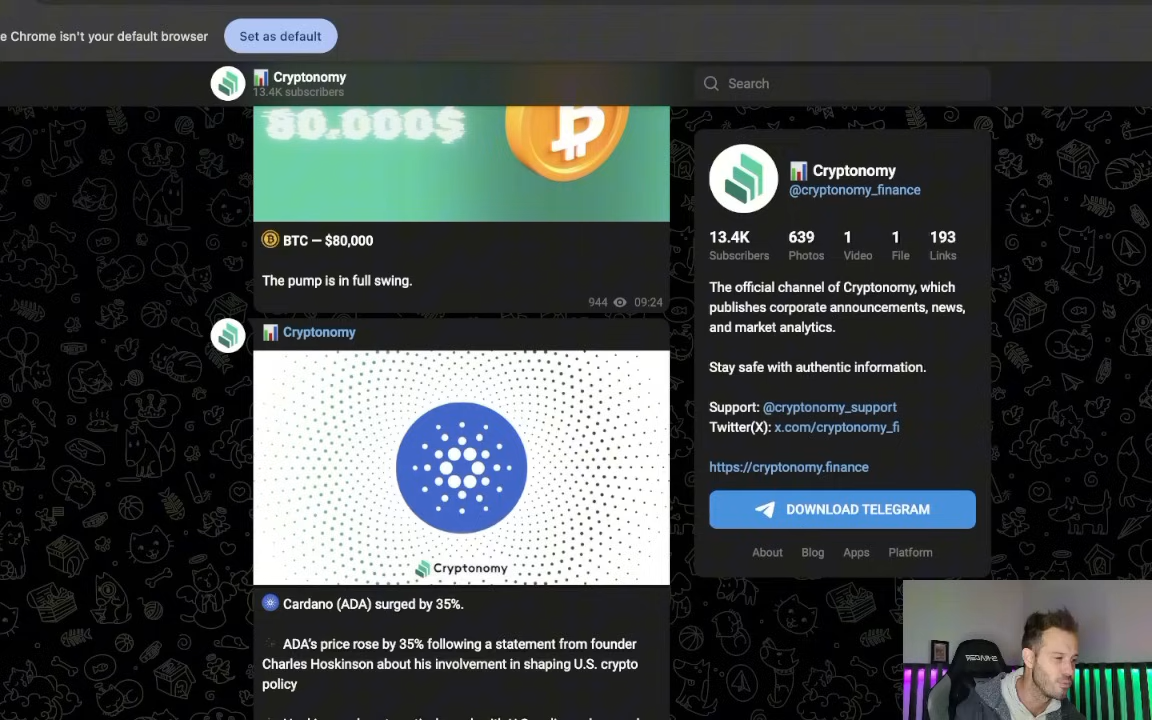 e Chrome isn't your default browser
Set as default
Cryptonomy
13.4K subscribers
Search
80.000$
BTC — $80,000
The pump is in full swing.
944 09:24
Cryptonomy
Cryptonomy
Cardano (ADA) surged by 35%.
ADA's price rose by 35% following a statement from founder
Charles Hoskinson about his involvement in shaping U.S. crypto
policy
Cryptonomy
@cryptonomy_finance
13.4K 639 1 1 193
Subscribers Photos Video File Links
The official channel of Cryptonomy, which
publishes corporate announcements, news,
and market analytics.
Stay safe with authentic information.
Support: @cryptonomy_support
Twitter(X): x.com/cryptonomy_fi
https://cryptonomy.finance
DOWNLOAD TELEGRAM
About Blog Apps Platform